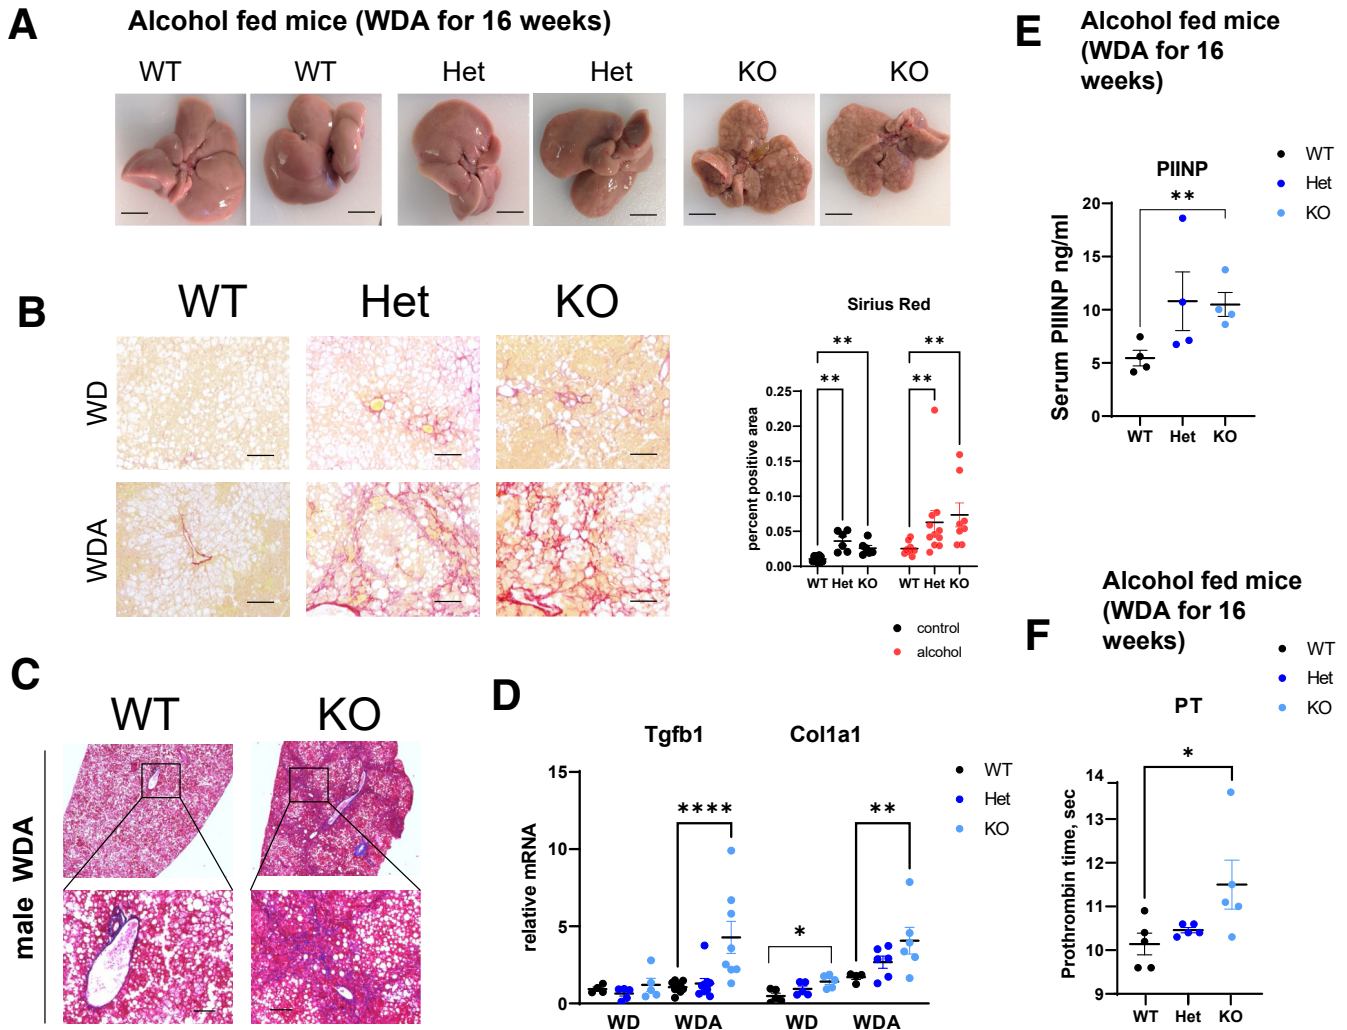 A
Alcohol fed mice (WDA for 16 weeks)
WT WT Het Het KO KO
B
WT Het KO
WD
WDA
Sirius Red
** **
** **
percent positive area
0.25
0.20
0.15
0.10
0.05
0.00
WT Het KO WT Het KO
control
alcohol
C
WT KO
male WDA
D
Tgfb1 Col1a1
WT
Het
KO
**** **
*
relative mRNA
15
10
5
0
WD WDA WD WDA
E
Alcohol fed mice
(WDA for 16
weeks)
WT
Het
KO
PIINP
**
Serum PIIINP ng/ml
20
15
10
5
0
WT Het KO
F
Alcohol fed mice
(WDA for 16
weeks)
WT
Het
KO
PT
*
Prothrombin time, sec
14
13
12
11
10
9
WT Het KO